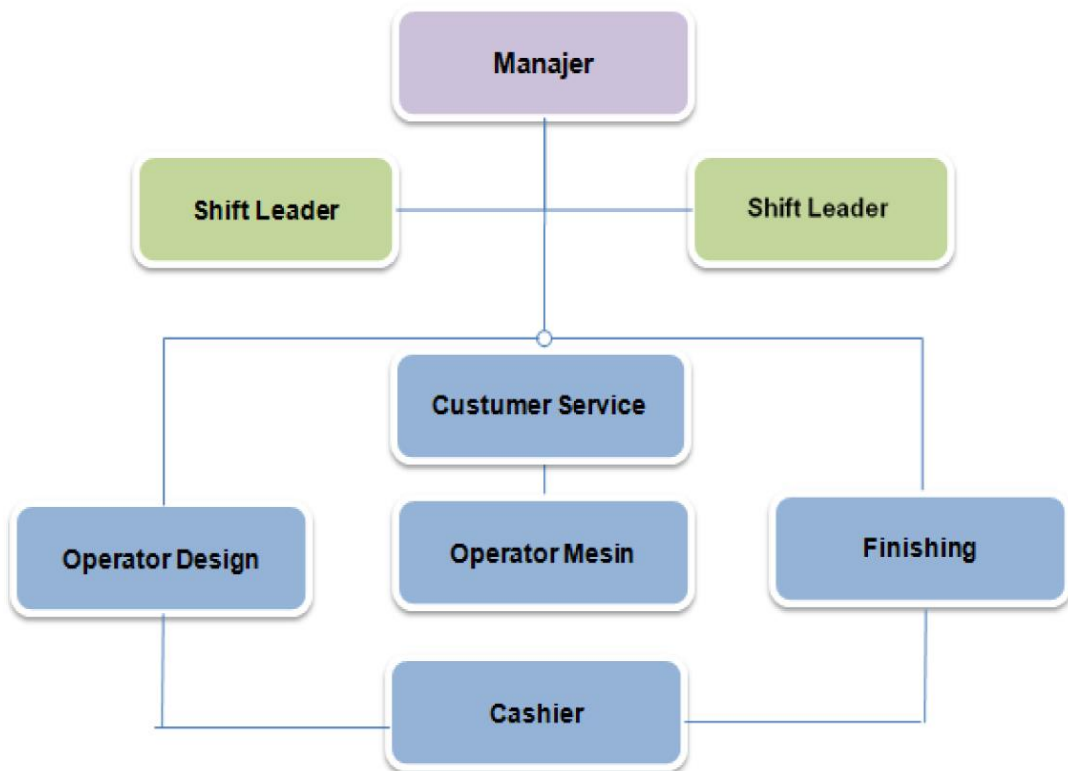 Manajer
Shift Leader
Shift Leader
Custumer Service
Operator Design
Operator Mesin
Finishing
Cashier